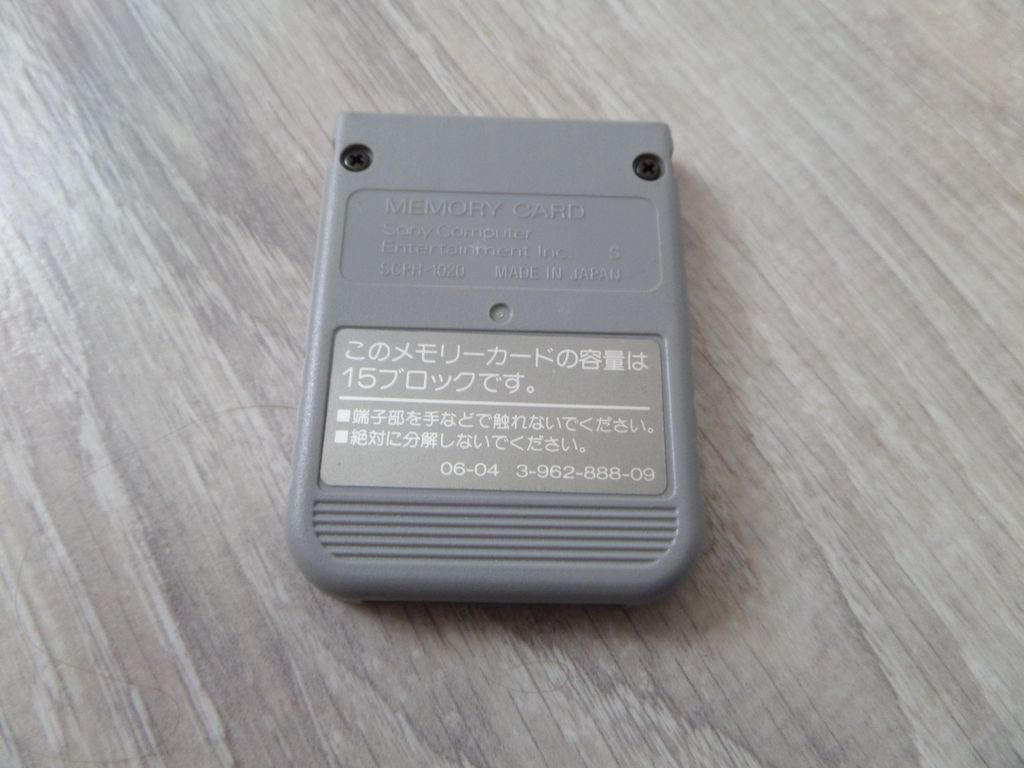 MEMORY CARD
Sony Computer
Entertainment Inc. S
SCPH-1020 MADE IN JAPAN
このメモリーカードの容量は
15ブロックです。
■端子部を手などで触れないでください。
■絶対に分解しないでください。
06-04 3-962-888-09